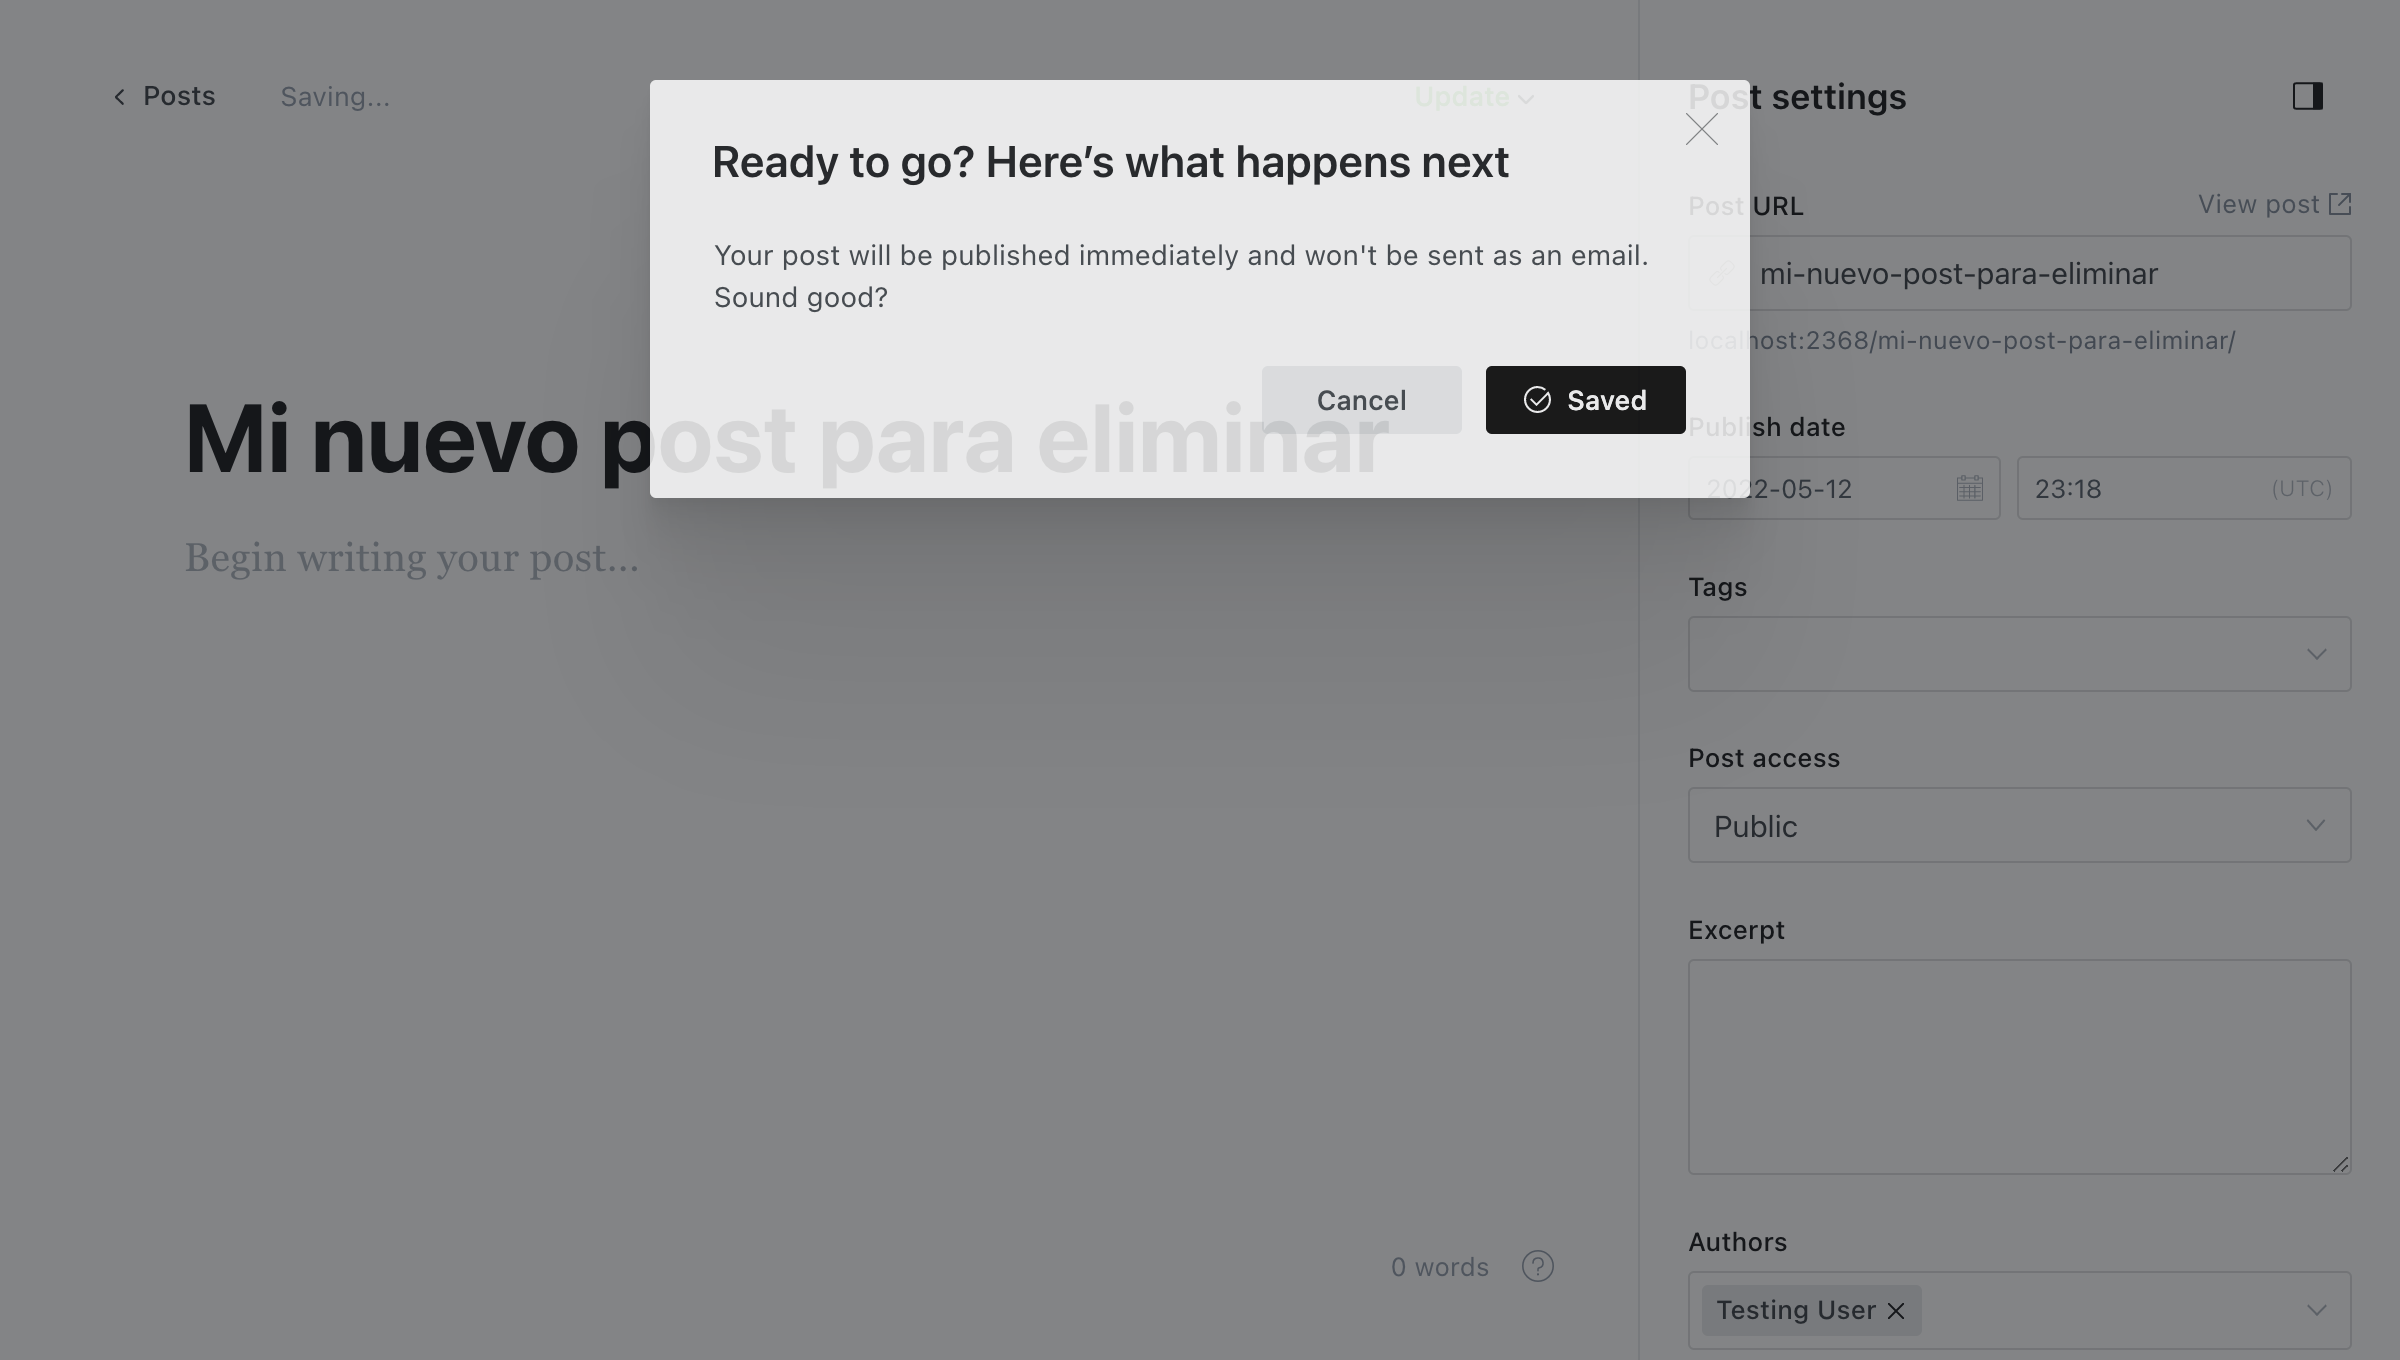 Posts
Saving...
Update
Post settings
Ready to go? Here’s what happens next
Your post will be published immediately and won't be sent as an email.
Sound good?
Cancel
Saved
Post URL
View post
mi-nuevo-post-para-eliminar
localhost:2368/mi-nuevo-post-para-eliminar/
Mi nuevo post para eliminar
Begin writing your post...
Publish date
2022-05-12
23:18
(UTC)
Tags
Post access
Public
Excerpt
Authors
Testing User
0 words
?